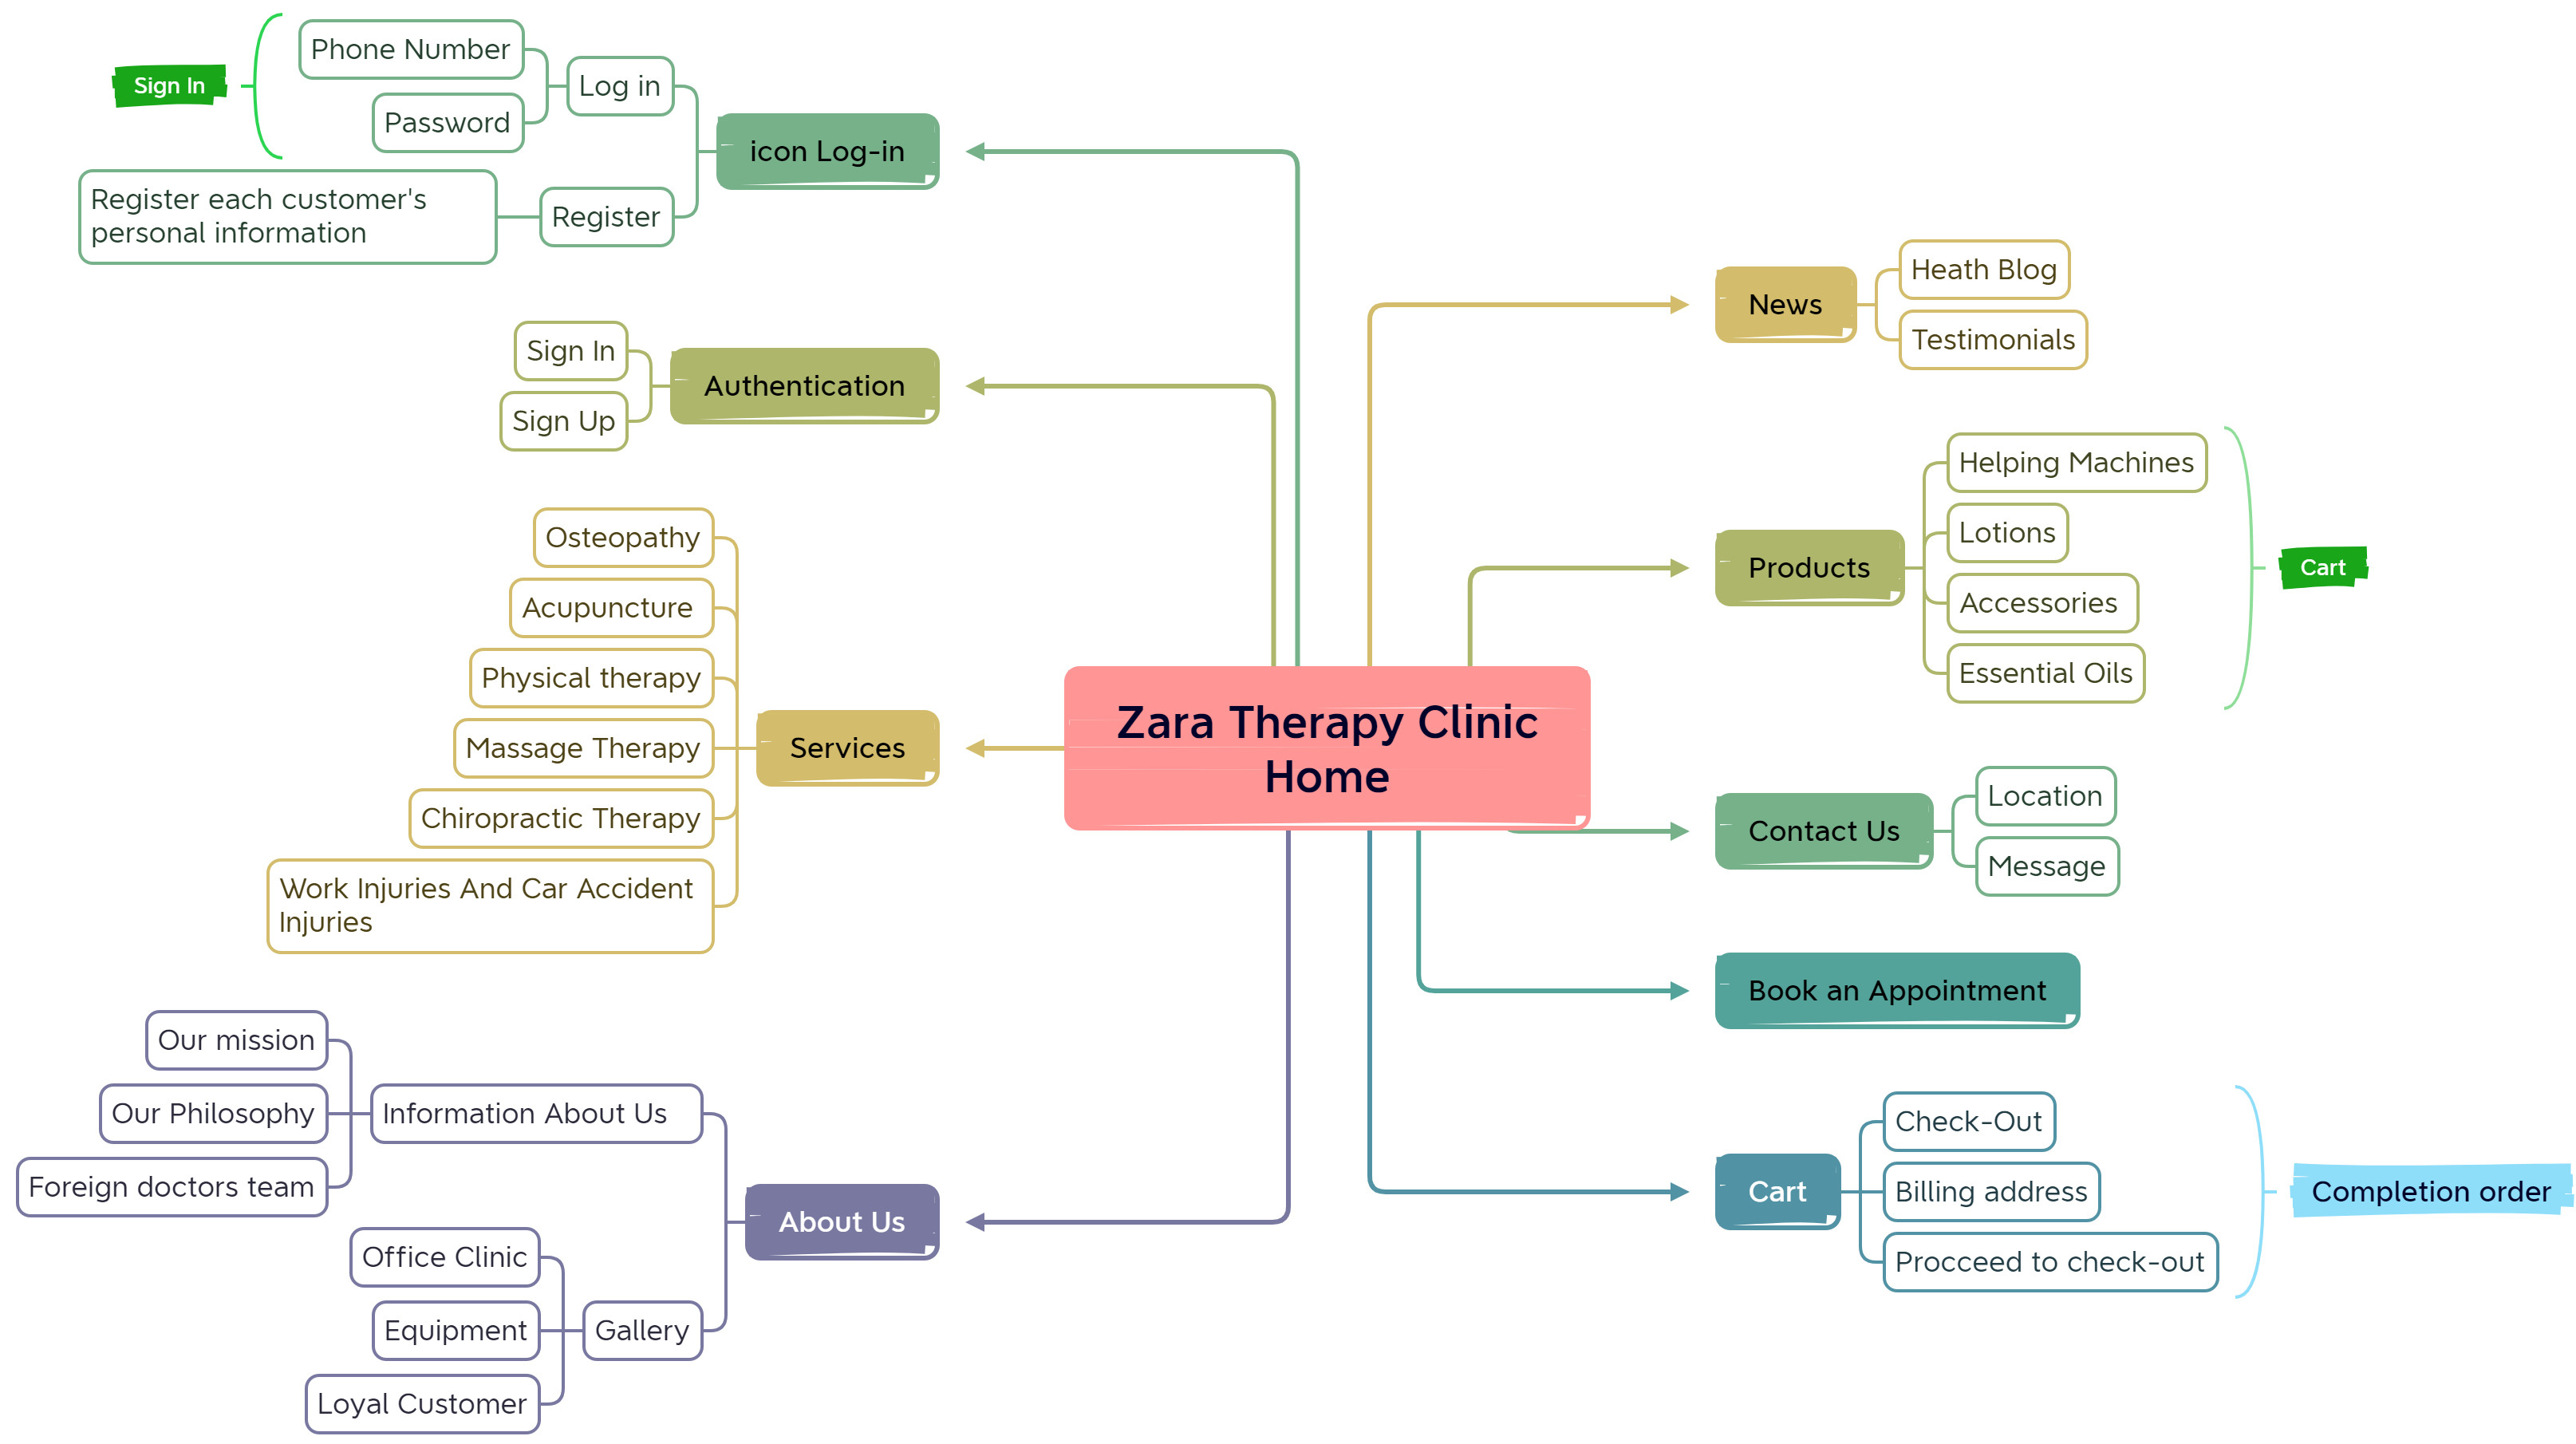 Sign In
Phone Number
Password
Log in
icon Log-in
Register each customer's
personal information
Register
Sign In
Sign Up
Authentication
Osteopathy
Acupuncture
Physical therapy
Massage Therapy
Chiropractic Therapy
Work Injuries And Car Accident
Injuries
Services
Our mission
Our Philosophy
Foreign doctors team
Information About Us
Office Clinic
Equipment
Loyal Customer
Gallery
About Us
Zara Therapy Clinic
Home
News
Heath Blog
Testimonials
Products
Helping Machines
Lotions
Accessories
Essential Oils
Cart
Contact Us
Location
Message
Book an Appointment
Cart
Check-Out
Billing address
Procceed to check-out
Completion order